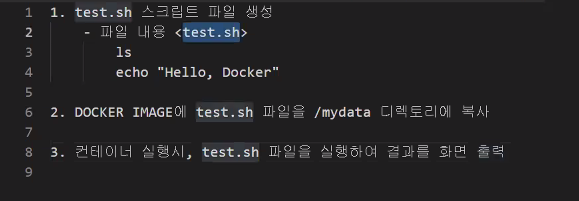 1 1. test.sh 스크립트 파일 생성
2 - 파일 내용 <test.sh>
3 ls
4 echo "Hello, Docker"
5
6 2. DOCKER IMAGE에 test.sh 파일을 /mydata 디렉토리에 복사
7
8 3. 컨테이너 실행시, test.sh 파일을 실행하여 결과를 화면 출력
9